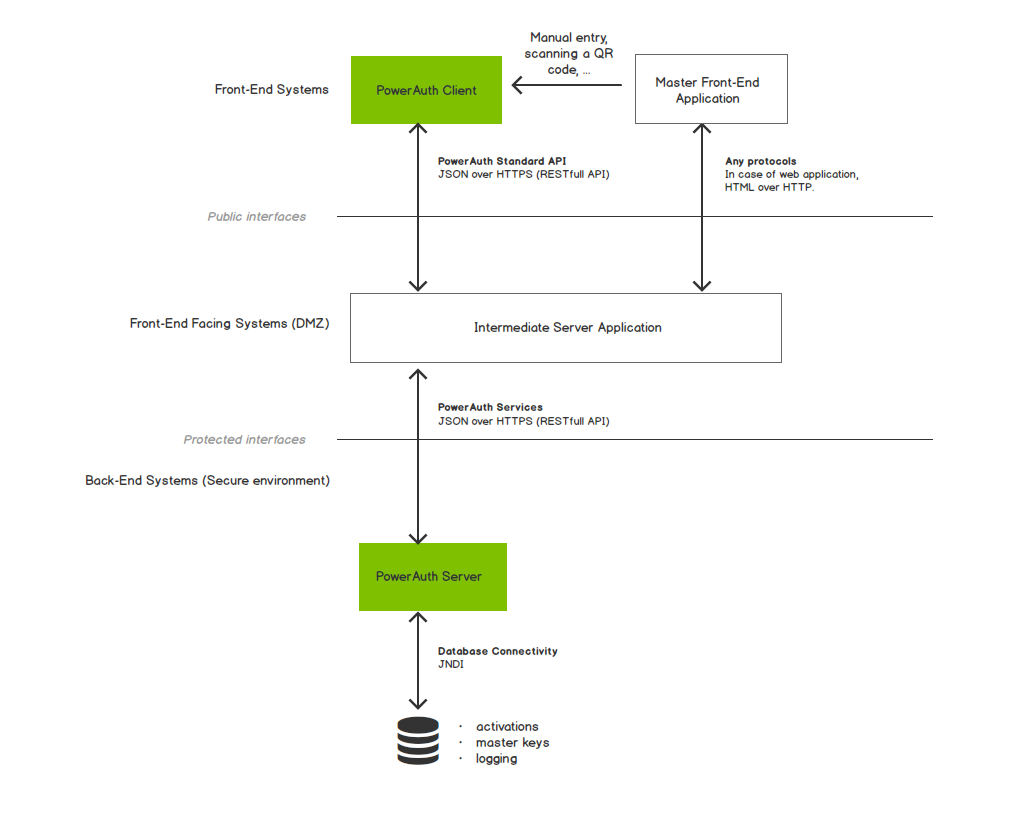 Manual entry,
scanning a QR
code, ...
Front-End Systems
PowerAuth Client
Master Front-End
Application
PowerAuth Standard API
JSON over HTTPS (RESTfull API)
Any protocols
In case of web application,
HTML over HTTP.
Public interfaces
Front-End Facing Systems (DMZ)
Intermediate Server Application
PowerAuth Services
JSON over HTTPS (RESTfull API)
Protected interfaces
Back-End Systems (Secure environment)
PowerAuth Server
Database Connectivity
JNDI
· activations
· master keys
· logging